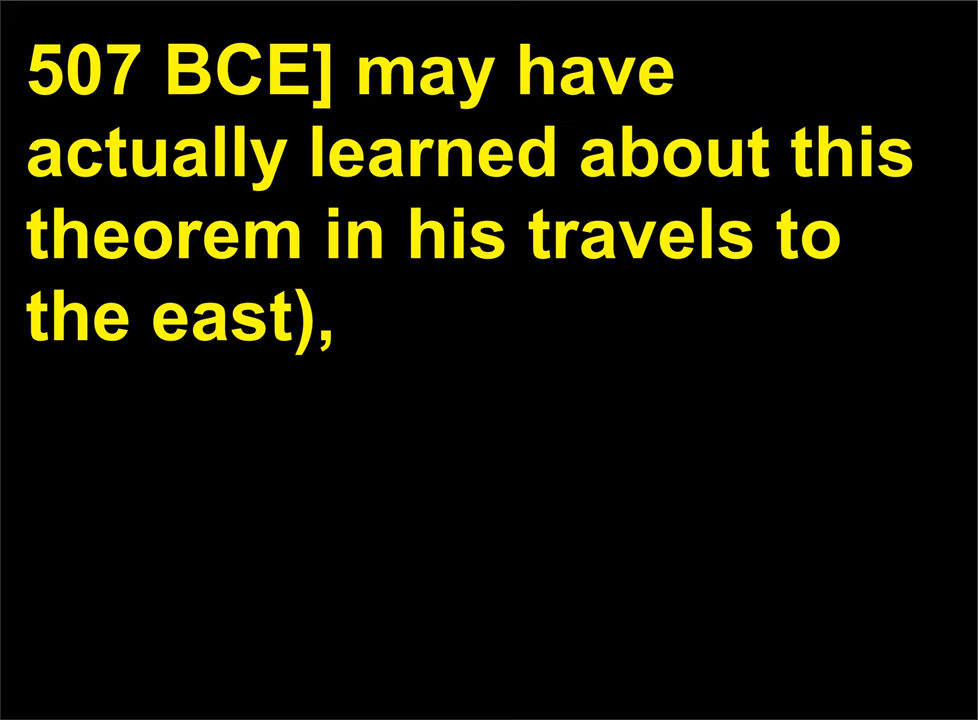 507 BCE] may have
actually learned about this
theorem in his travels to
the east),